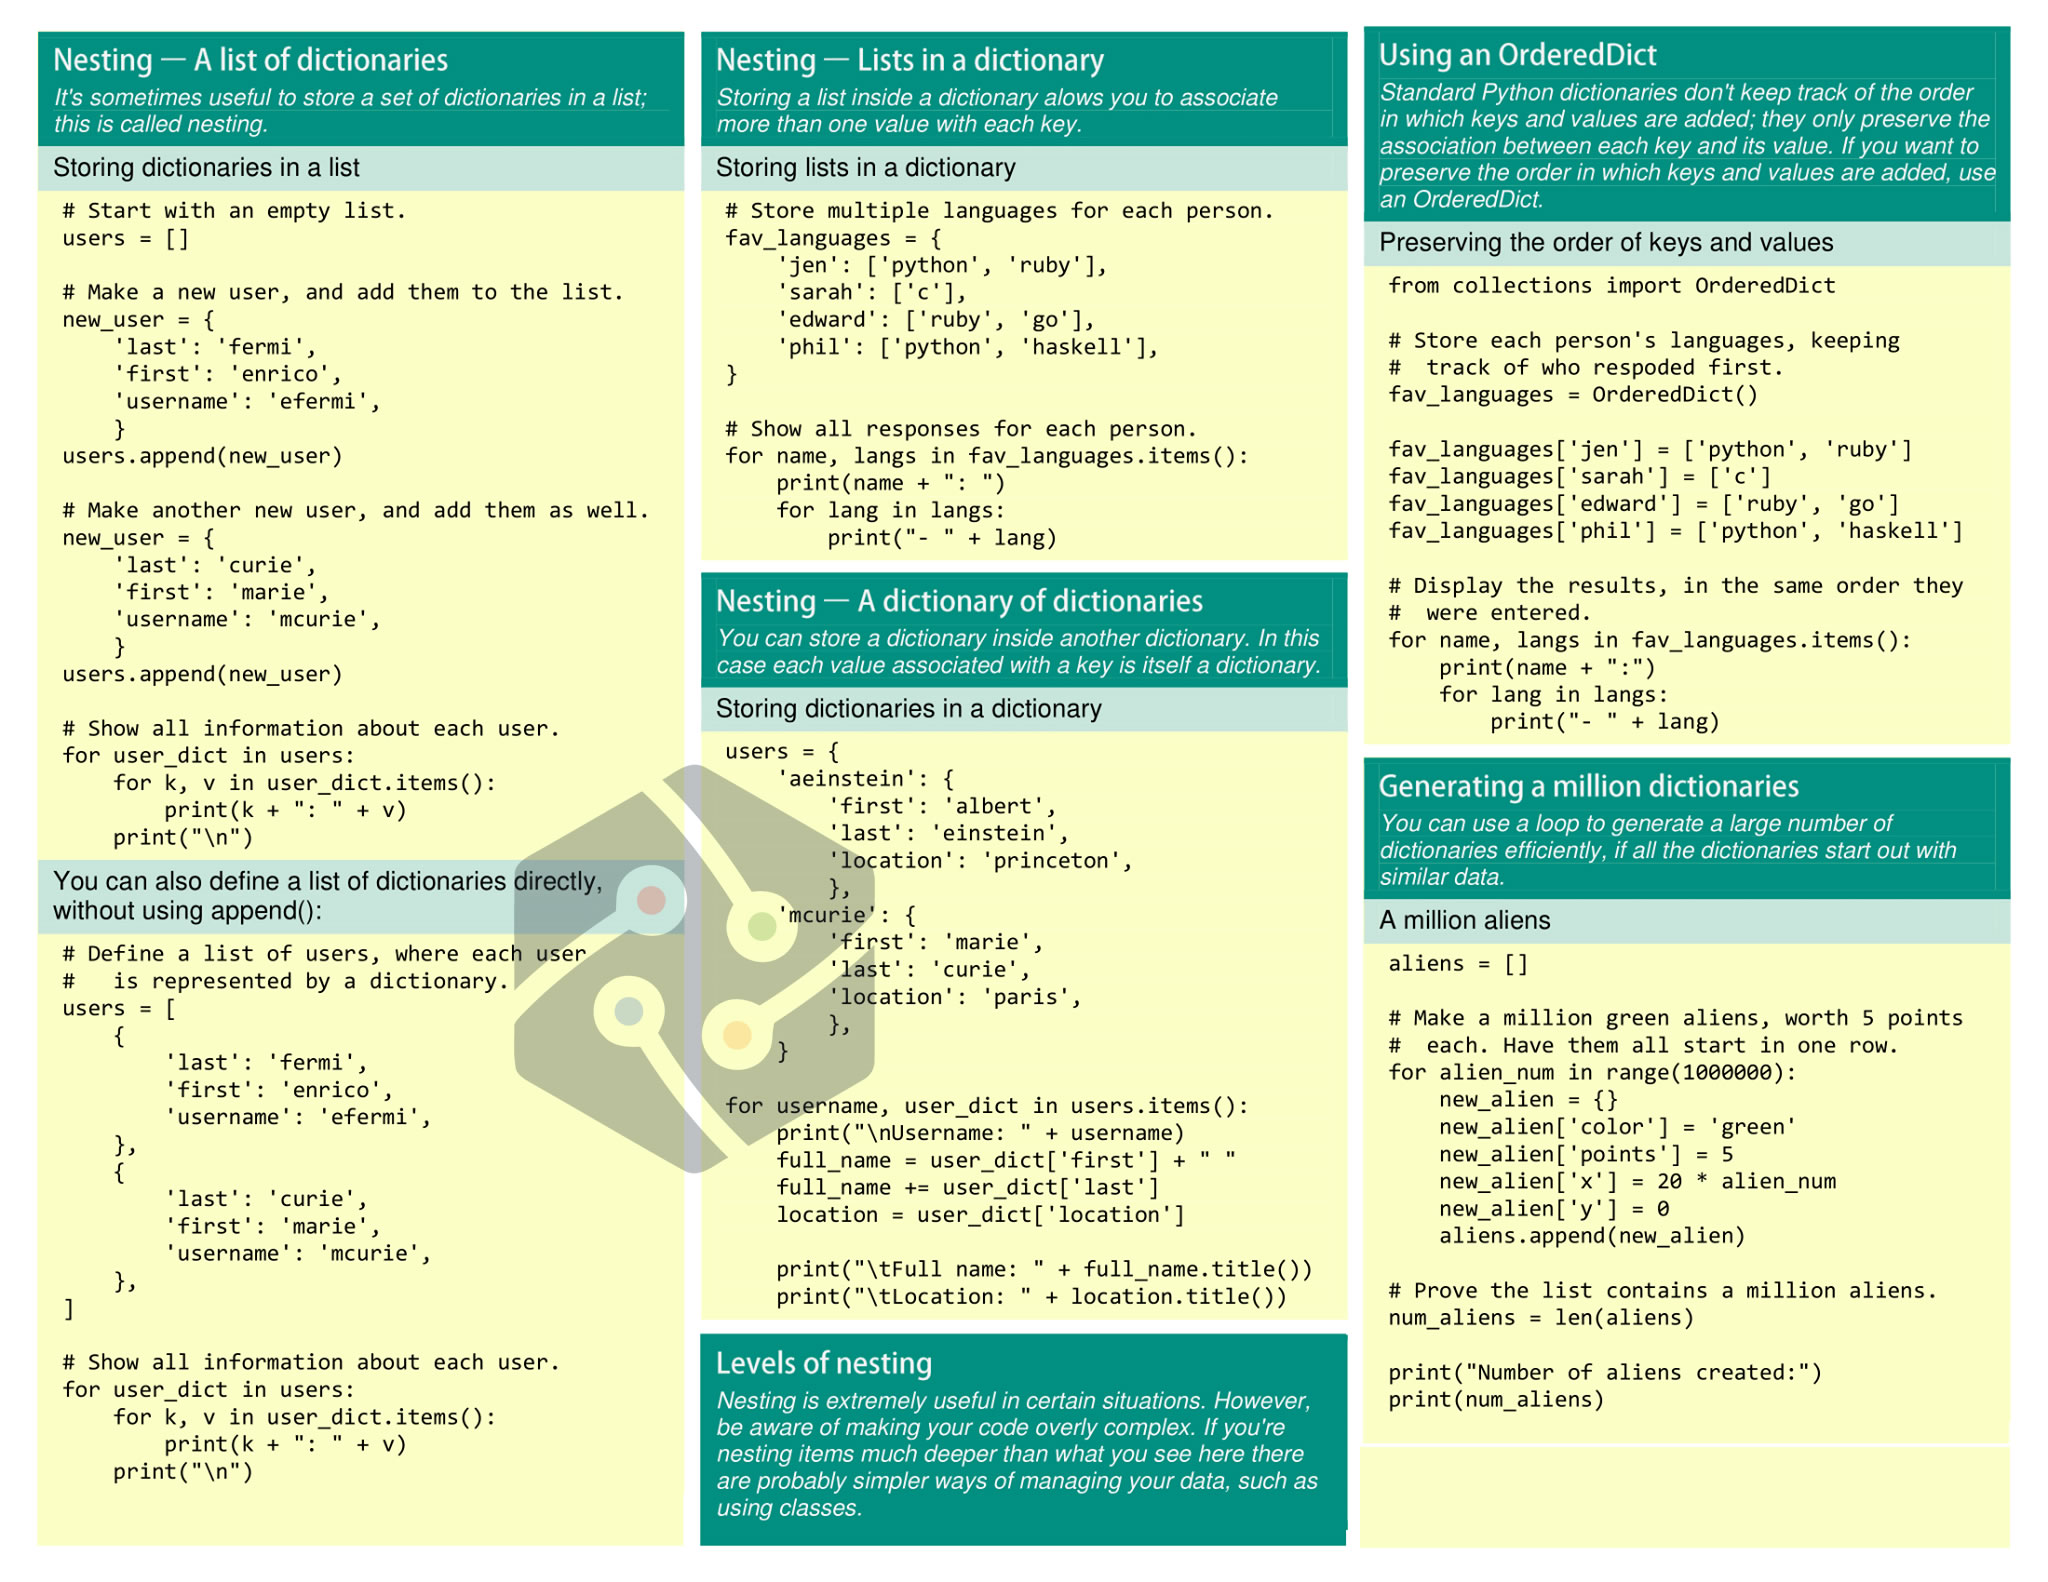 Nesting — A list of dictionaries
It's sometimes useful to store a set of dictionaries in a list;
this is called nesting.
Storing dictionaries in a list
# Start with an empty list.
users = []
# Make a new user, and add them to the list.
new_user = {
    'last': 'fermi',
    'first': 'enrico',
    'username': 'efermi',
    }
users.append(new_user)
# Make another new user, and add them as well.
new_user = {
    'last': 'curie',
    'first': 'marie',
    'username': 'mcurie',
    }
users.append(new_user)
# Show all information about each user.
for user_dict in users:
    for k, v in user_dict.items():
        print(k + ": " + v)
    print("\n")
You can also define a list of dictionaries directly,
without using append():
# Define a list of users, where each user
#   is represented by a dictionary.
users = [
    {
        'last': 'fermi',
        'first': 'enrico',
        'username': 'efermi',
    },
    {
        'last': 'curie',
        'first': 'marie',
        'username': 'mcurie',
    },
]
# Show all information about each user.
for user_dict in users:
    for k, v in user_dict.items():
        print(k + ": " + v)
    print("\n")
Nesting — Lists in a dictionary
Storing a list inside a dictionary alows you to associate
more than one value with each key.
Storing lists in a dictionary
# Store multiple languages for each person.
fav_languages = {
    'jen': ['python', 'ruby'],
    'sarah': ['c'],
    'edward': ['ruby', 'go'],
    'phil': ['python', 'haskell'],
}
# Show all responses for each person.
for name, langs in fav_languages.items():
    print(name + ": ")
    for lang in langs:
        print("- " + lang)
Nesting — A dictionary of dictionaries
You can store a dictionary inside another dictionary. In this
case each value associated with a key is itself a dictionary.
Storing dictionaries in a dictionary
users = {
    'aeinstein': {
        'first': 'albert',
        'last': 'einstein',
        'location': 'princeton',
        },
    'mcurie': {
        'first': 'marie',
        'last': 'curie',
        'location': 'paris',
        },
    }
for username, user_dict in users.items():
    print("\nUsername: " + username)
    full_name = user_dict['first'] + " "
    full_name += user_dict['last']
    location = user_dict['location']
    print("\tFull name: " + full_name.title())
    print("\tLocation: " + location.title())
Levels of nesting
Nesting is extremely useful in certain situations. However,
be aware of making your code overly complex. If you're
nesting items much deeper than what you see here there
are probably simpler ways of managing your data, such as
using classes.
Using an OrderedDict
Standard Python dictionaries don't keep track of the order
in which keys and values are added; they only preserve the
association between each key and its value. If you want to
preserve the order in which keys and values are added, use
an OrderedDict.
Preserving the order of keys and values
from collections import OrderedDict
# Store each person's languages, keeping
#  track of who respoded first.
fav_languages = OrderedDict()
fav_languages['jen'] = ['python', 'ruby']
fav_languages['sarah'] = ['c']
fav_languages['edward'] = ['ruby', 'go']
fav_languages['phil'] = ['python', 'haskell']
# Display the results, in the same order they
#  were entered.
for name, langs in fav_languages.items():
    print(name + ":")
    for lang in langs:
        print("- " + lang)
Generating a million dictionaries
You can use a loop to generate a large number of
dictionaries efficiently, if all the dictionaries start out with
similar data.
A million aliens
aliens = []
# Make a million green aliens, worth 5 points
#  each. Have them all start in one row.
for alien_num in range(1000000):
    new_alien = {}
    new_alien['color'] = 'green'
    new_alien['points'] = 5
    new_alien['x'] = 20 * alien_num
    new_alien['y'] = 0
    aliens.append(new_alien)
# Prove the list contains a million aliens.
num_aliens = len(aliens)
print("Number of aliens created:")
print(num_aliens)